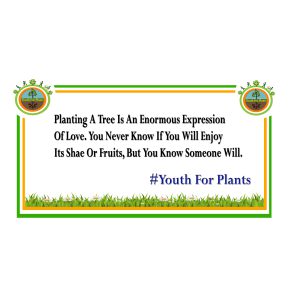 Planting A Tree Is An Enormous Expression
Of Love. You Never Know If You Will Enjoy
Its Shae Or Fruits, But You Know Someone Will.
#Youth For Plants